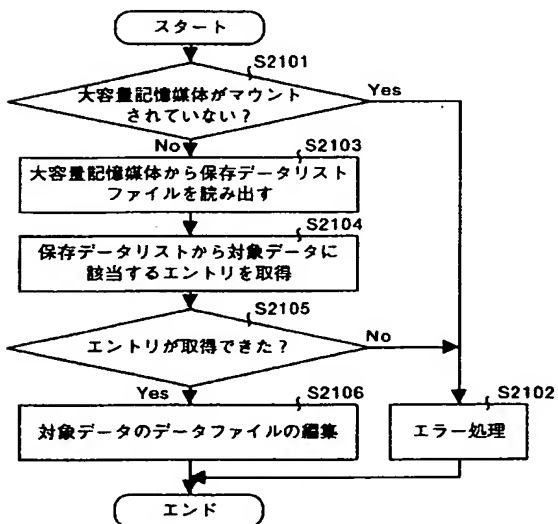 スタート
S2101
大容量記憶媒体がマウント
されていない?
Yes
No
S2103
大容量記憶媒体から保存データリスト
ファイルを読み出す
S2104
保存データリストから対象データに
該当するエントリを取得
S2105
エントリが取得できた?
No
Yes
S2106
対象データのデータファイルの編集
S2102
エラー処理
エンド